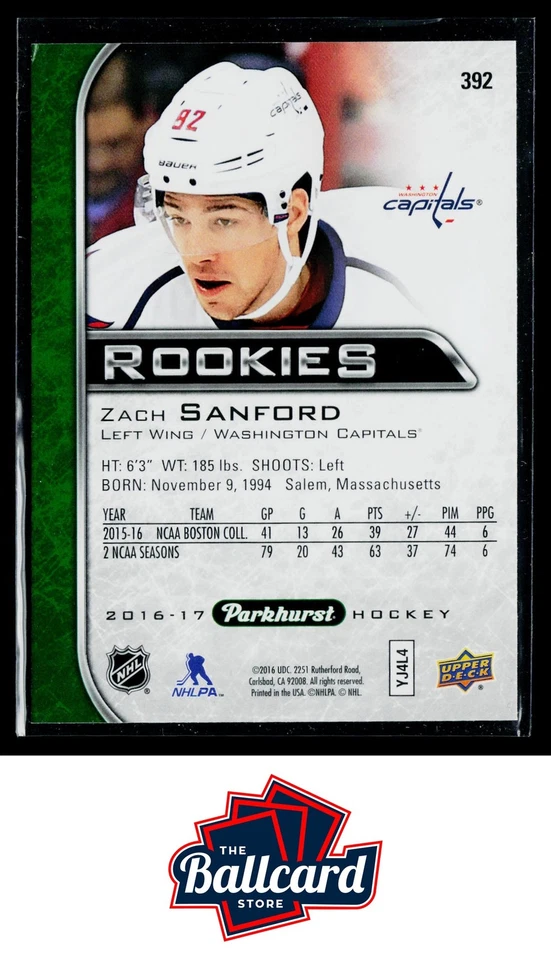 392
82
capitals
BAUER
WASHINGTON
capitals®
ROOKIES
ZACH SANFORD
LEFT WING / WASHINGTON CAPITALS®
HT: 6'3" WT: 185 lbs. SHOOTS: Left
BORN: November 9, 1994 Salem, Massachusetts
YEAR TEAM GP G A PTS +/- PIM PPG
2015-16 NCAA BOSTON COLL. 41 13 26 39 27 44 6
2 NCAA SEASONS 79 20 43 63 37 74 6
2016-17 Parkhurst HOCKEY
NHL ®
NHLPA™
©2016 UDC. 2251 Rutherford Road,
Carlsbad, CA 92008. All rights reserved.
Printed in the USA. ©NHLPA. © NHL.
YJ4L4
UPPER
DECK ®
THE
Ballcard
STORE